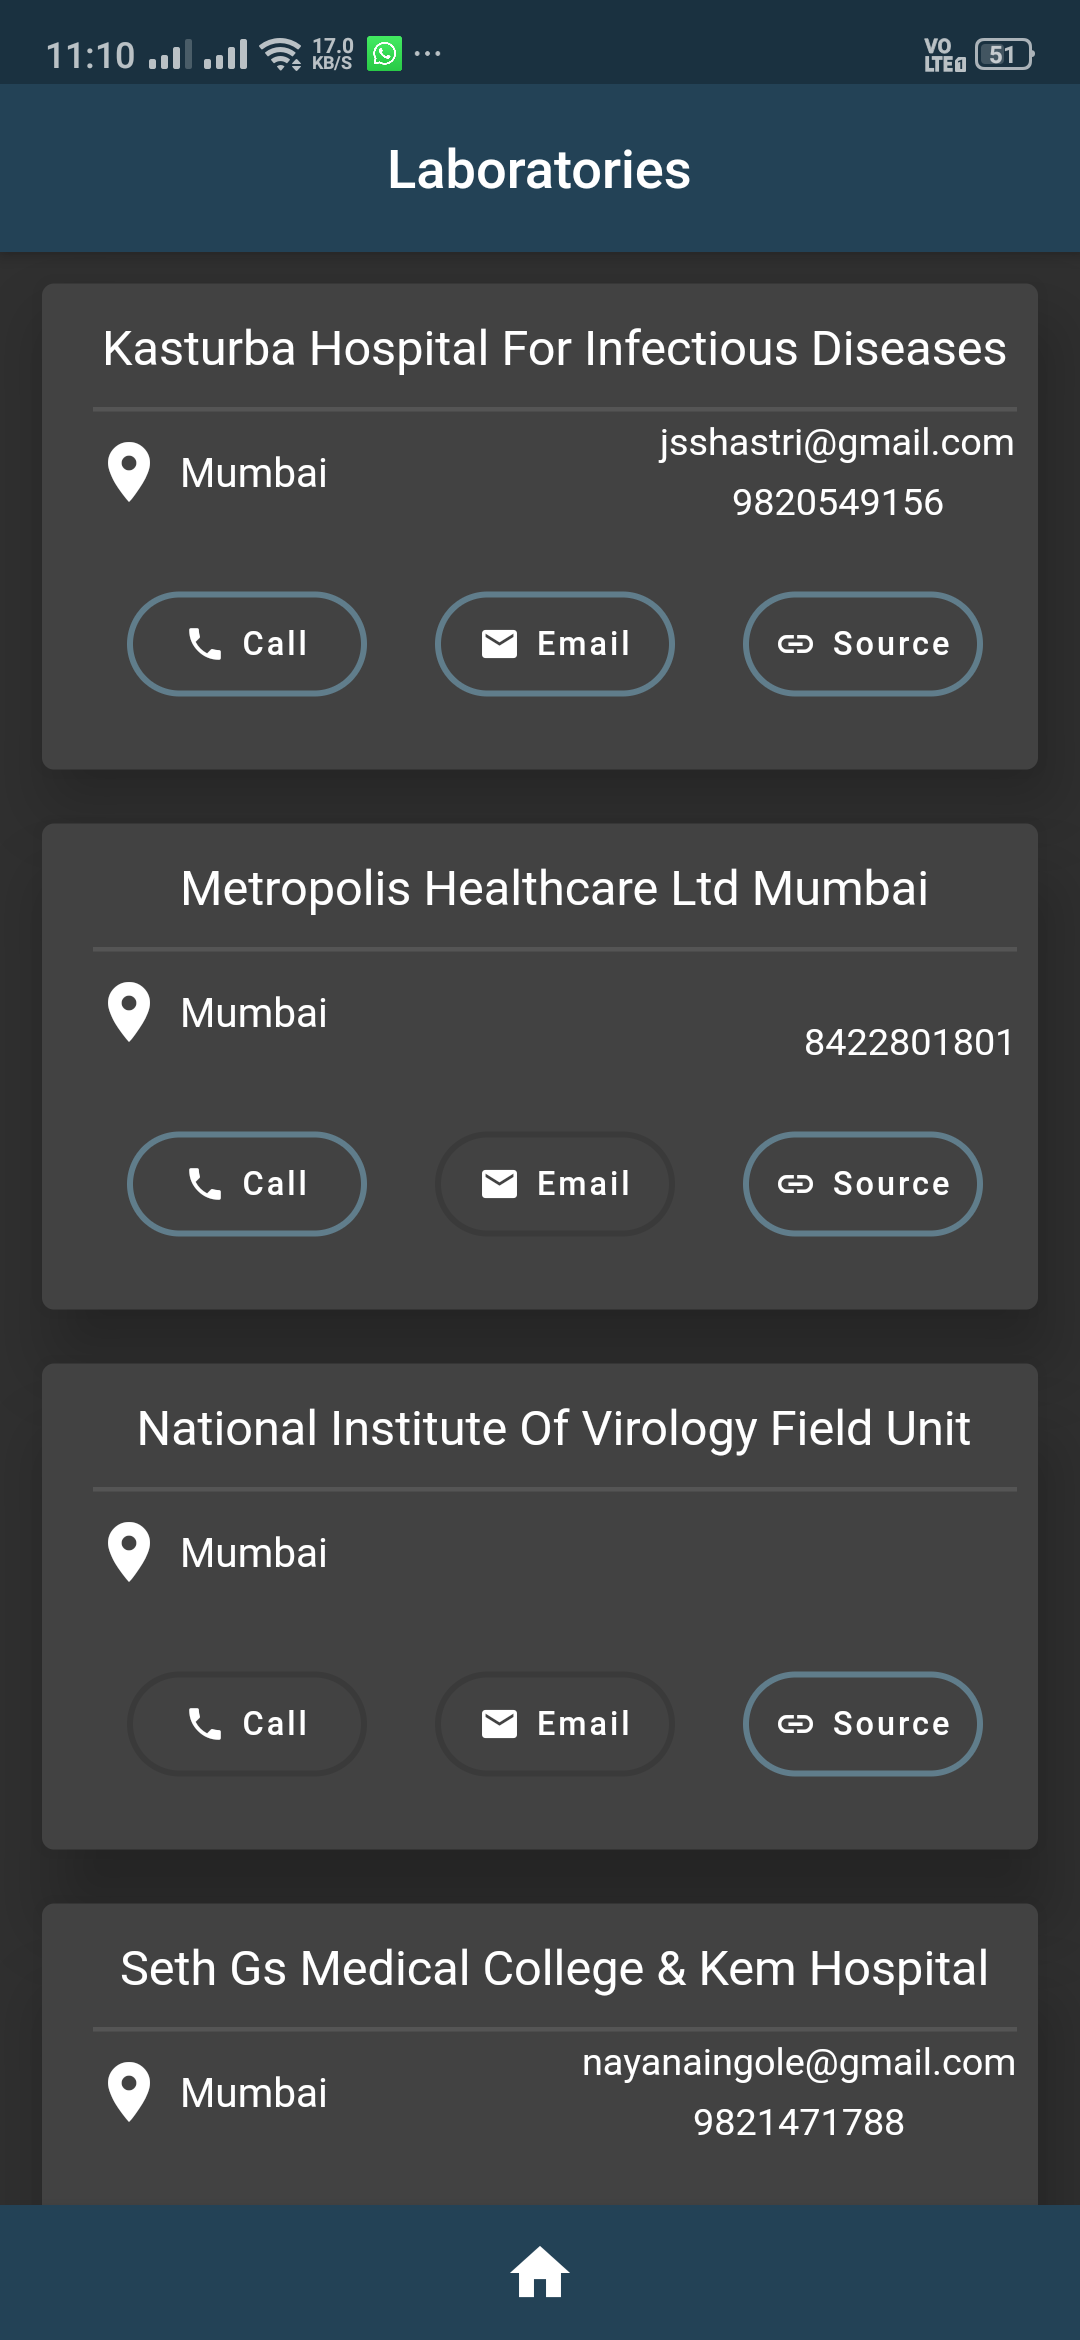 11:10 17.0 KB/S ... VO LTE 1 51
Laboratories
Kasturba Hospital For Infectious Diseases
Mumbai
jsshastri@gmail.com
9820549156
Call Email Source
Metropolis Healthcare Ltd Mumbai
Mumbai
8422801801
Call Email Source
National Institute Of Virology Field Unit
Mumbai
Call Email Source
Seth Gs Medical College & Kem Hospital
Mumbai
nayanaingole@gmail.com
9821471788